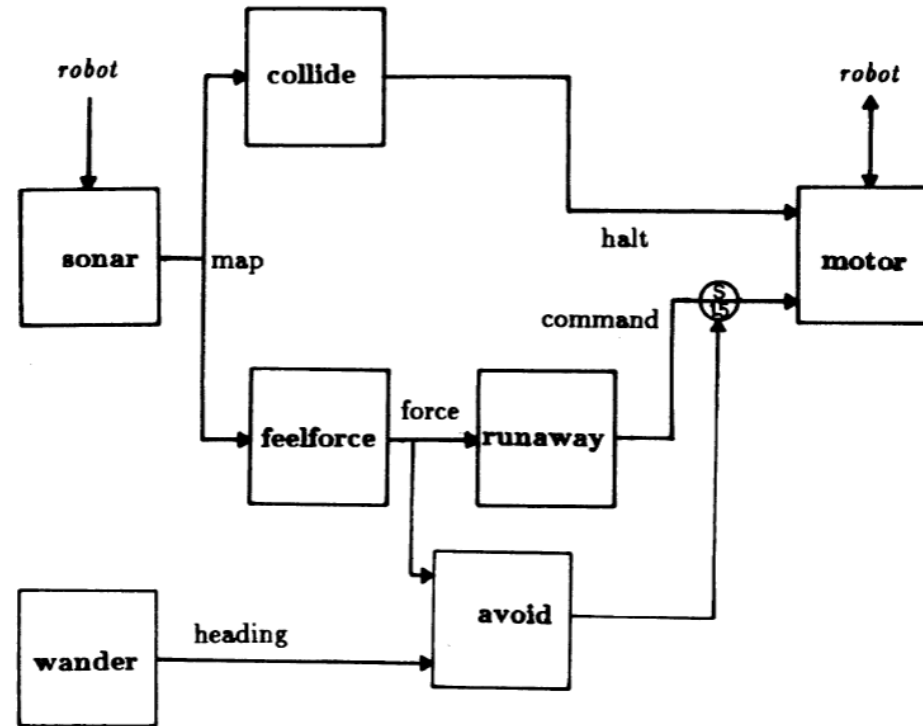 robot
collide
robot
sonar
map
halt
motor
command
S
15
feelforce
force
runaway
wander
heading
avoid